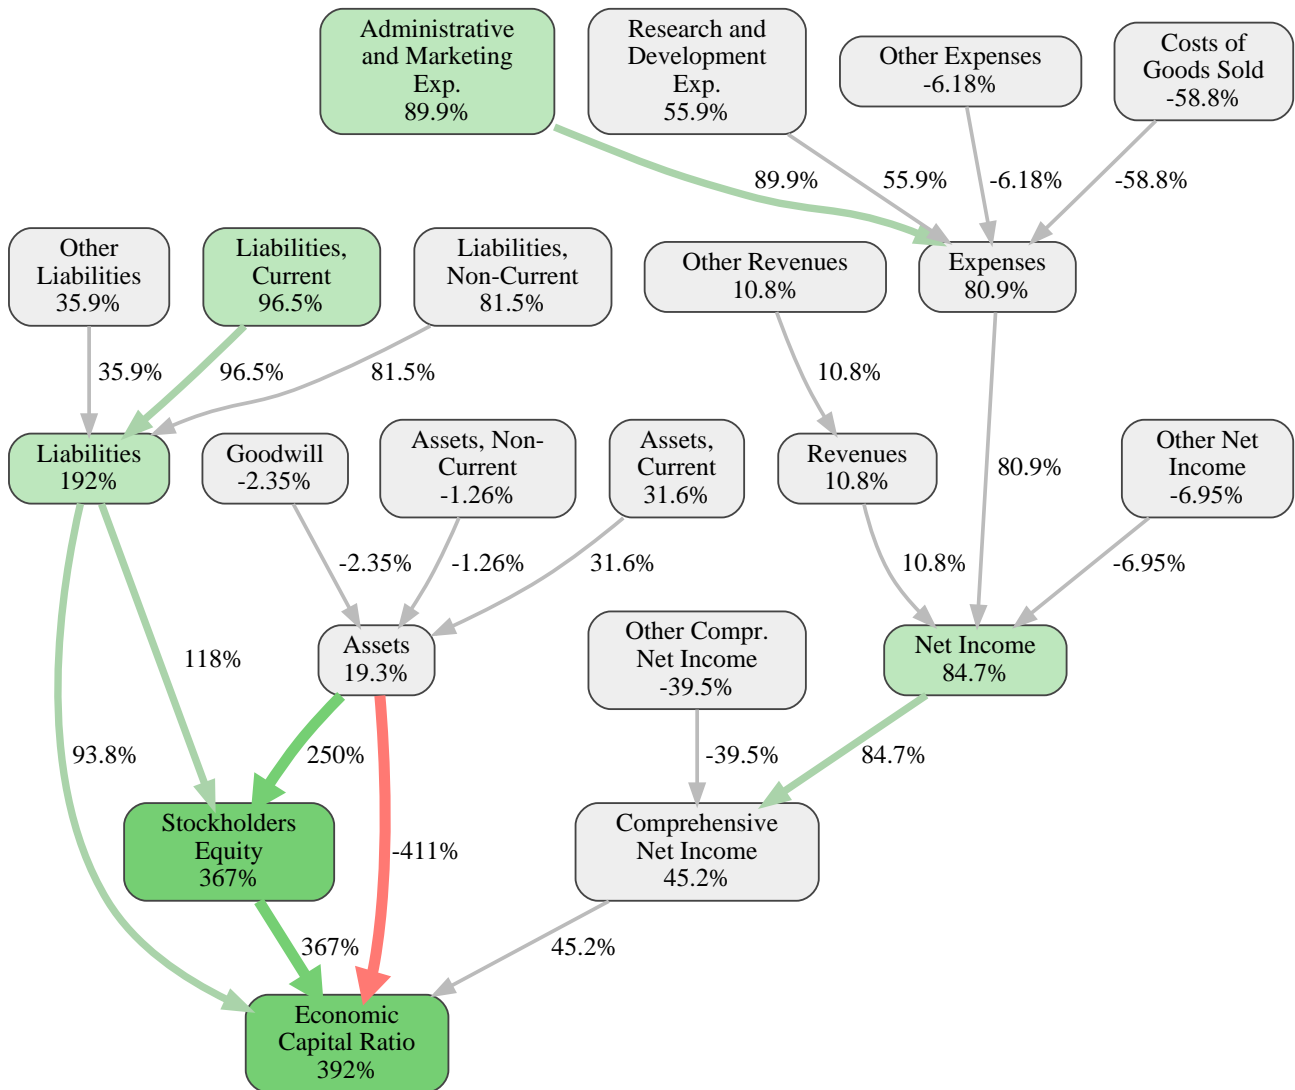 Administrative
and Marketing
Exp.
89.9%
Research and
Development
Exp.
55.9%
Other Expenses
-6.18%
Costs of
Goods Sold
-58.8%
89.9%
55.9%
-6.18%
-58.8%
Other
Liabilities
35.9%
Liabilities,
Current
96.5%
Liabilities,
Non-Current
81.5%
Other Revenues
10.8%
Expenses
80.9%
35.9%
96.5%
81.5%
10.8%
80.9%
Liabilities
192%
Goodwill
-2.35%
Assets, Non-
Current
-1.26%
Assets,
Current
31.6%
Revenues
10.8%
Other Net
Income
-6.95%
-2.35%
-1.26%
31.6%
10.8%
-6.95%
118%
Assets
19.3%
Other Compr.
Net Income
-39.5%
Net Income
84.7%
93.8%
250%
-411%
-39.5%
84.7%
Stockholders
Equity
367%
Comprehensive
Net Income
45.2%
367%
45.2%
Economic
Capital Ratio
392%